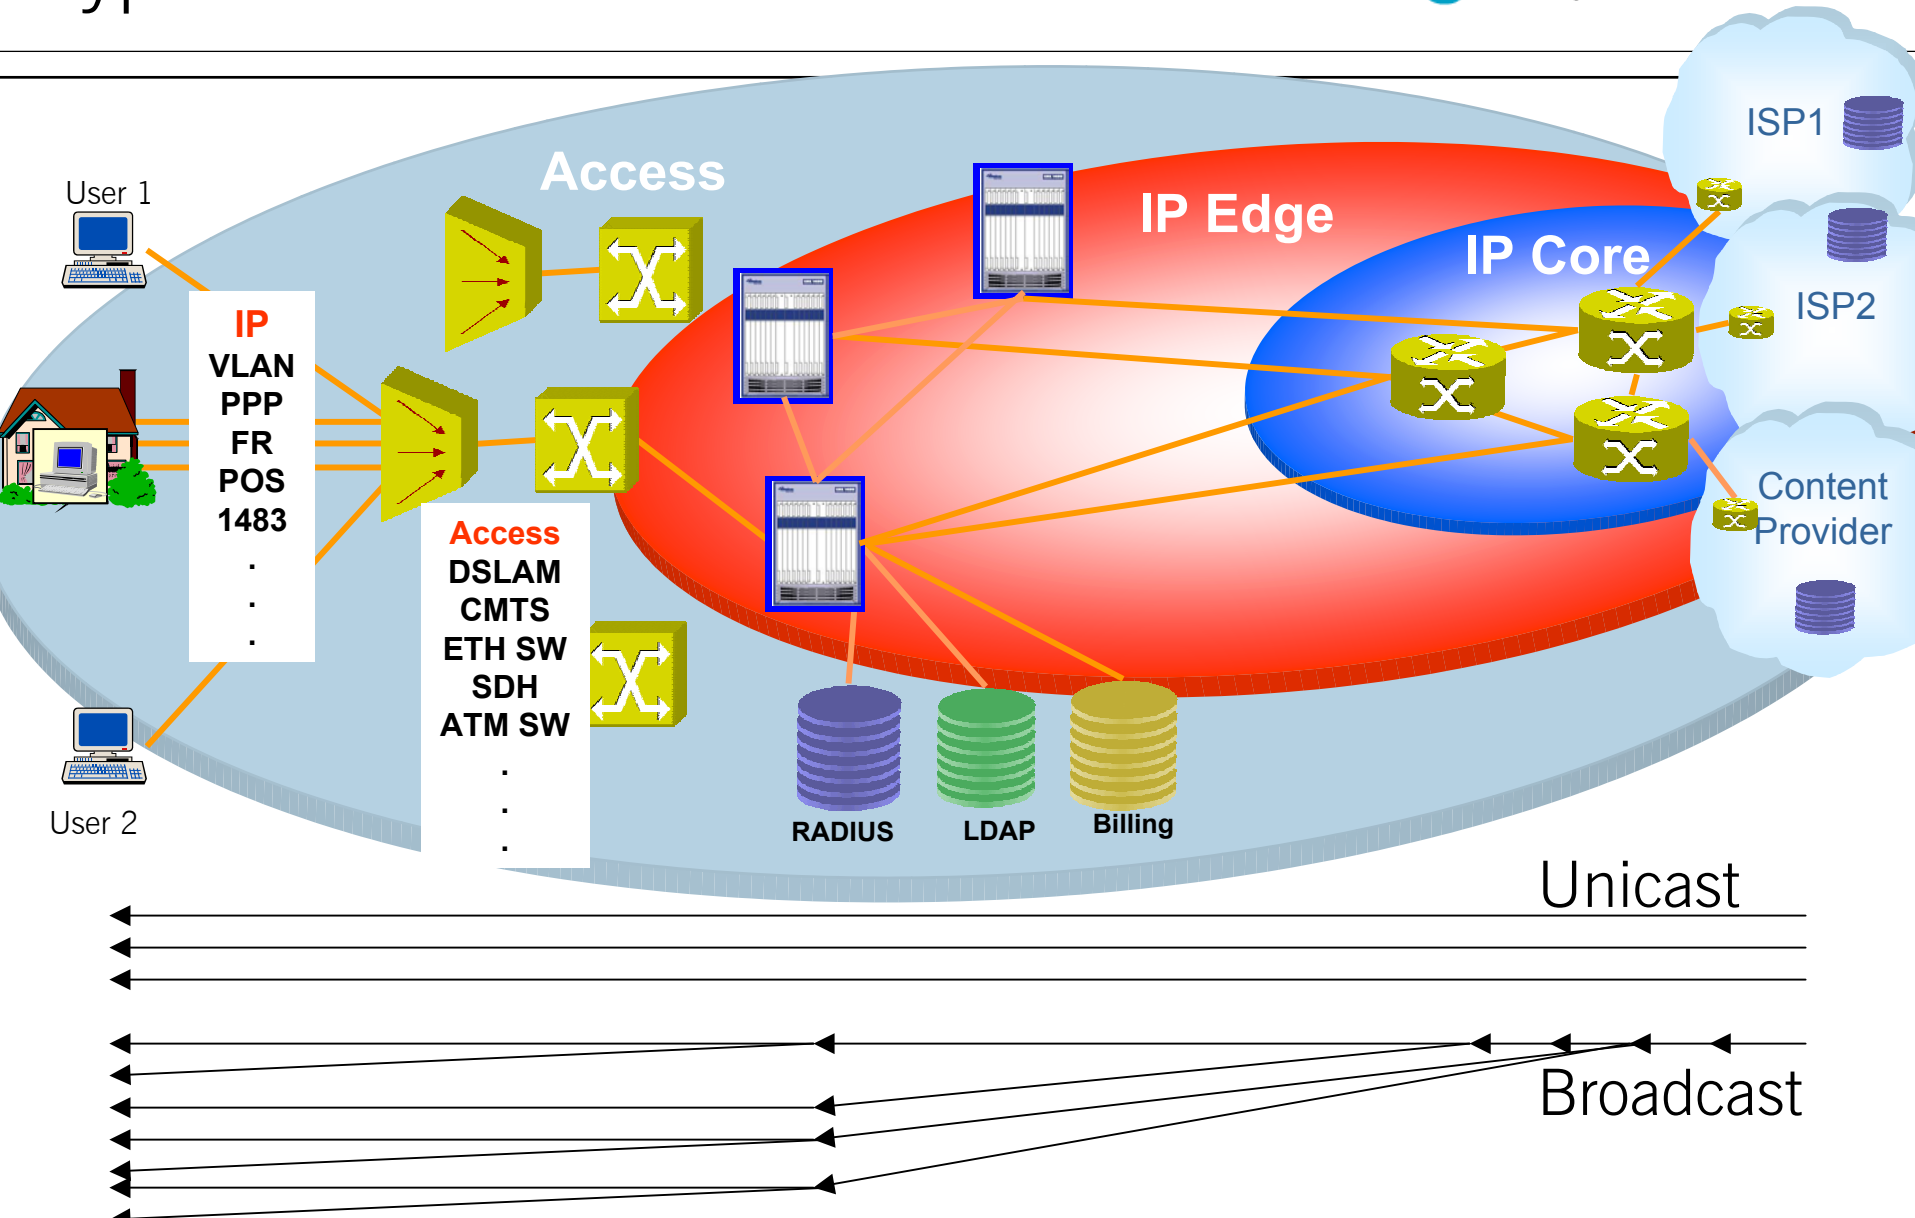 ISP1
Access
User 1
IP Edge
IP Core
ISP2
IP
VLAN
PPP
FR
POS
1483
.
.
.
Content
Provider
Access
DSLAM
CMTS
ETH SW
SDH
ATM SW
.
.
.
User 2
RADIUS
LDAP
Billing
Unicast
Broadcast